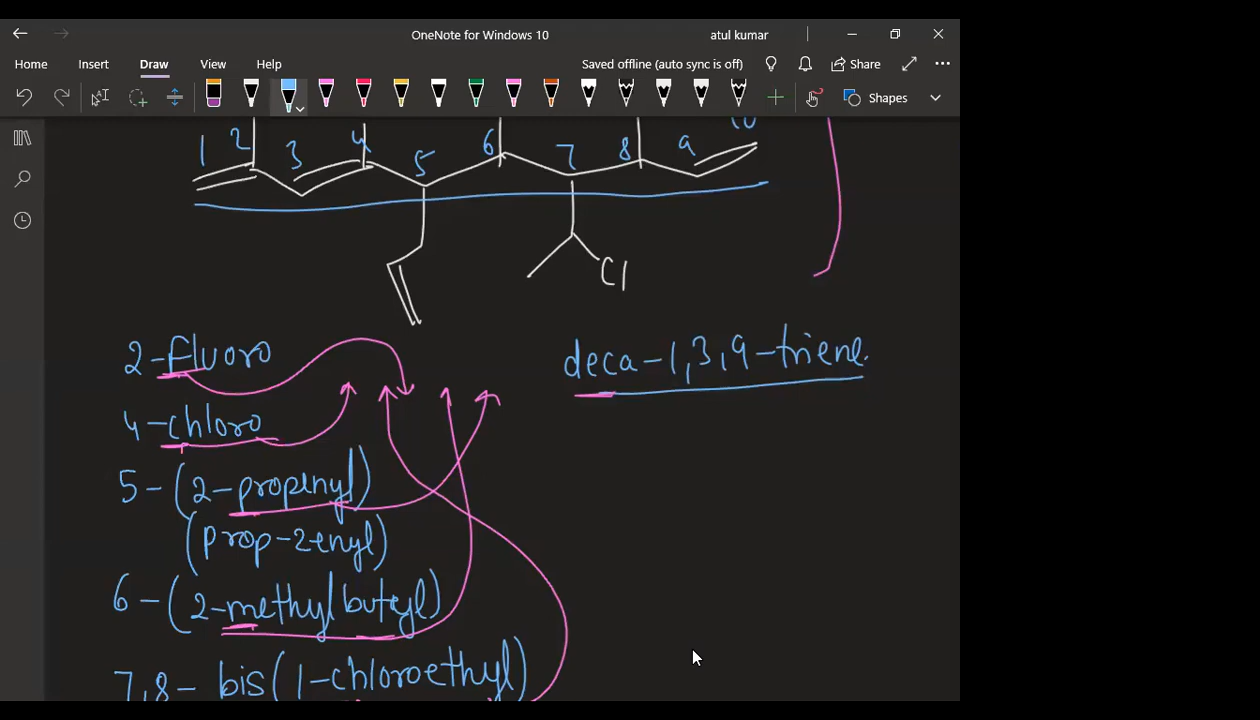 OneNote for Windows 10
atul kumar
Home Insert Draw View Help
Saved offline (auto sync is off)
Share
Shapes
1 2 3 4 5 6 7 8 9 10
Cl
2-fluoro
deca-1,3,9-triene.
4-chloro
5-(2-propenyl)
(prop-2enyl)
6-(2-methylbutyl)
7,8- bis(1-chloroethyl)